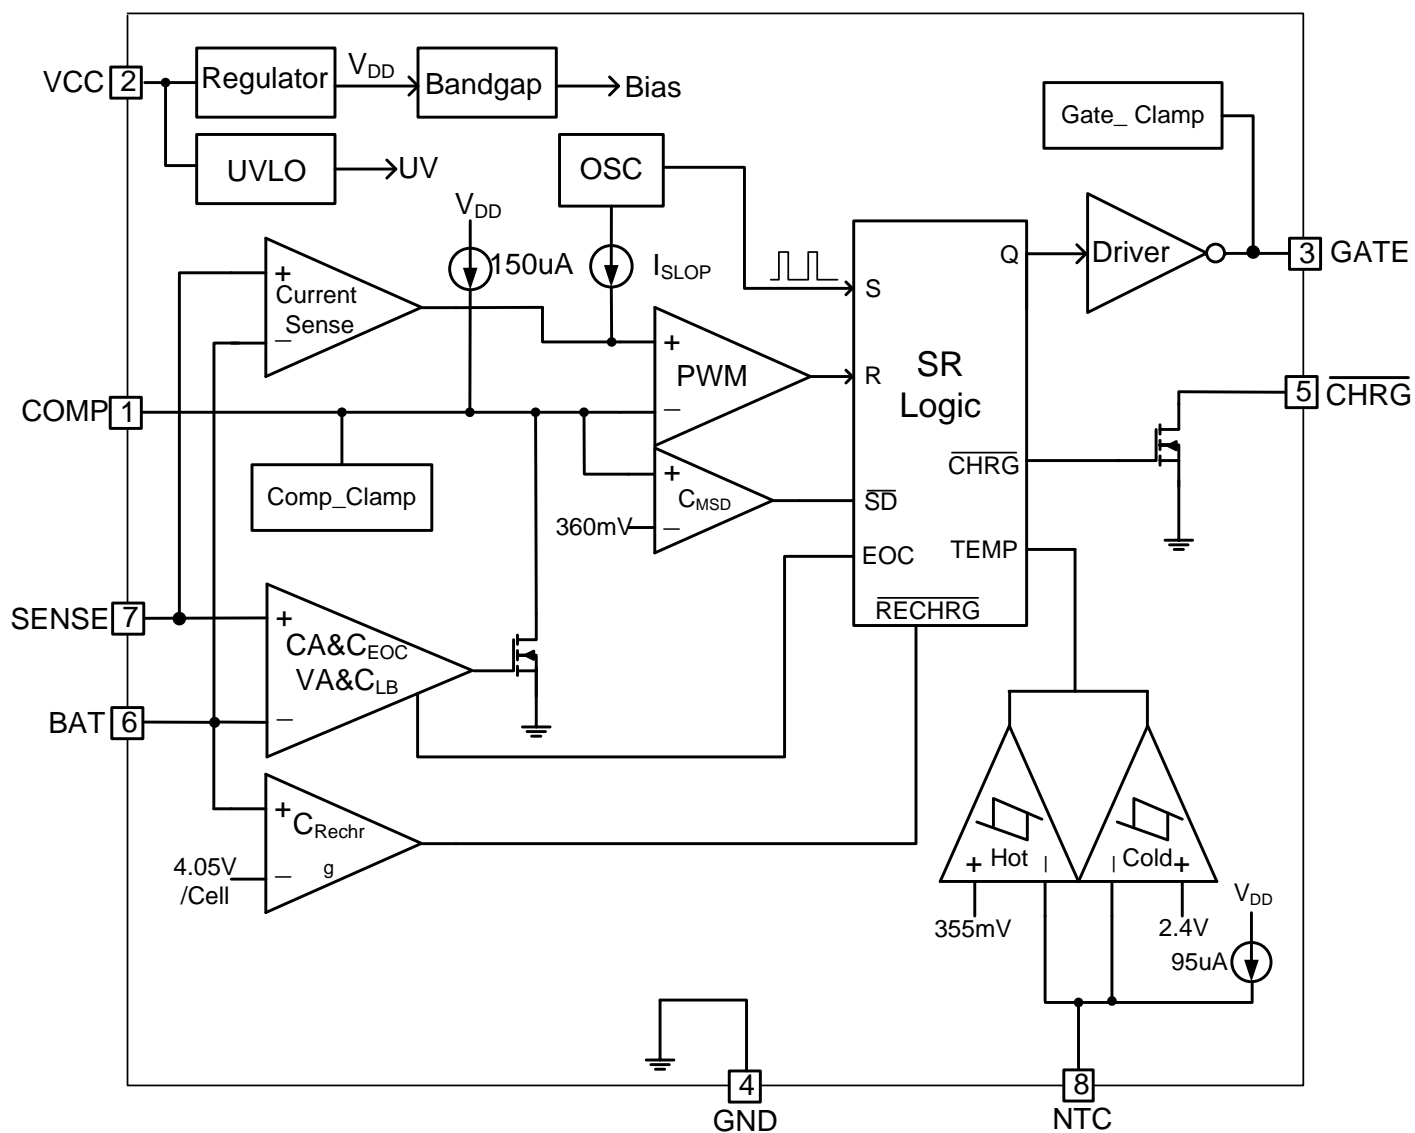 VCC 2
Regulator
VDD
Bandgap
Bias
UVLO
UV
OSC
Gate_ Clamp
VDD
150uA
ISLOP
+
Current
Sense
−
S
Q
Driver
3 GATE
+
PWM
−
R
SR
Logic
COMP 1
5 CHRG
Comp_Clamp
+
CMSD
−
360mV
CHRG
SD
TEMP
EOC
RECHRG
SENSE 7
+
CA&CEOC
VA&CLB
−
BAT 6
+
CRechr
g
−
4.05V
/Cell
+ Hot −
− Cold +
355mV
2.4V
VDD
95uA
4
GND
8
NTC